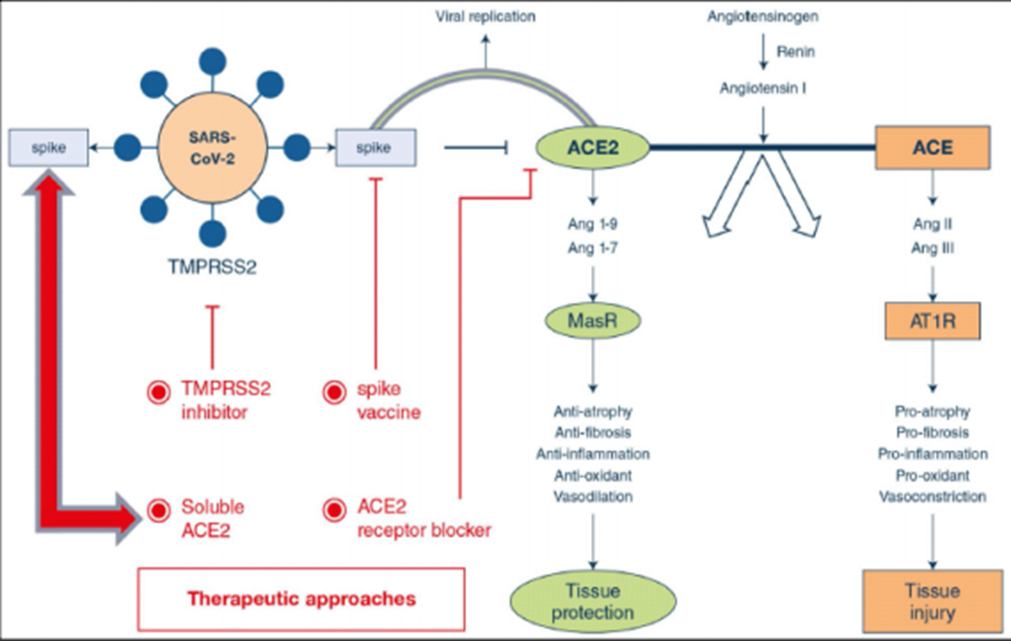 Viral replication
Angiotensinogen
Renin
Angiotensin I
spike
SARS-
CoV-2
spike
ACE2
ACE
TMPRSS2
Ang 1-9
Ang 1-7
Ang II
Ang III
MasR
AT1R
TMPRSS2
inhibitor
spike
vaccine
Anti-atrophy
Anti-fibrosis
Anti-inflammation
Anti-oxidant
Vasodilation
Pro-atrophy
Pro-fibrosis
Pro-inflammation
Pro-oxidant
Vasoconstriction
Soluble
ACE2
ACE2
receptor blocker
Therapeutic approaches
Tissue
protection
Tissue
injury